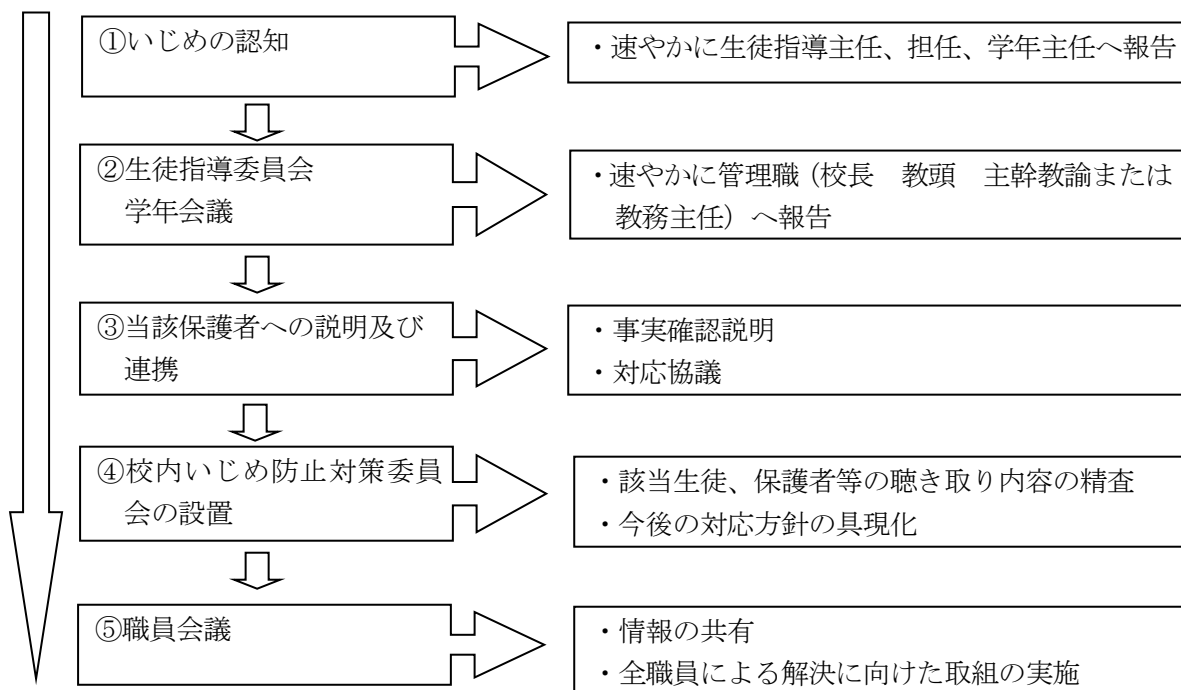 ①いじめの認知
・速やかに生徒指導主任、担任、学年主任へ報告
②生徒指導委員会
学年会議
・速やかに管理職（校長　教頭　主幹教諭または
教務主任）へ報告
③当該保護者への説明及び
連携
・事実確認説明
・対応協議
④校内いじめ防止対策委員
会の設置
・該当生徒、保護者等の聴き取り内容の精査
・今後の対応方針の具現化
⑤職員会議
・情報の共有
・全職員による解決に向けた取組の実施